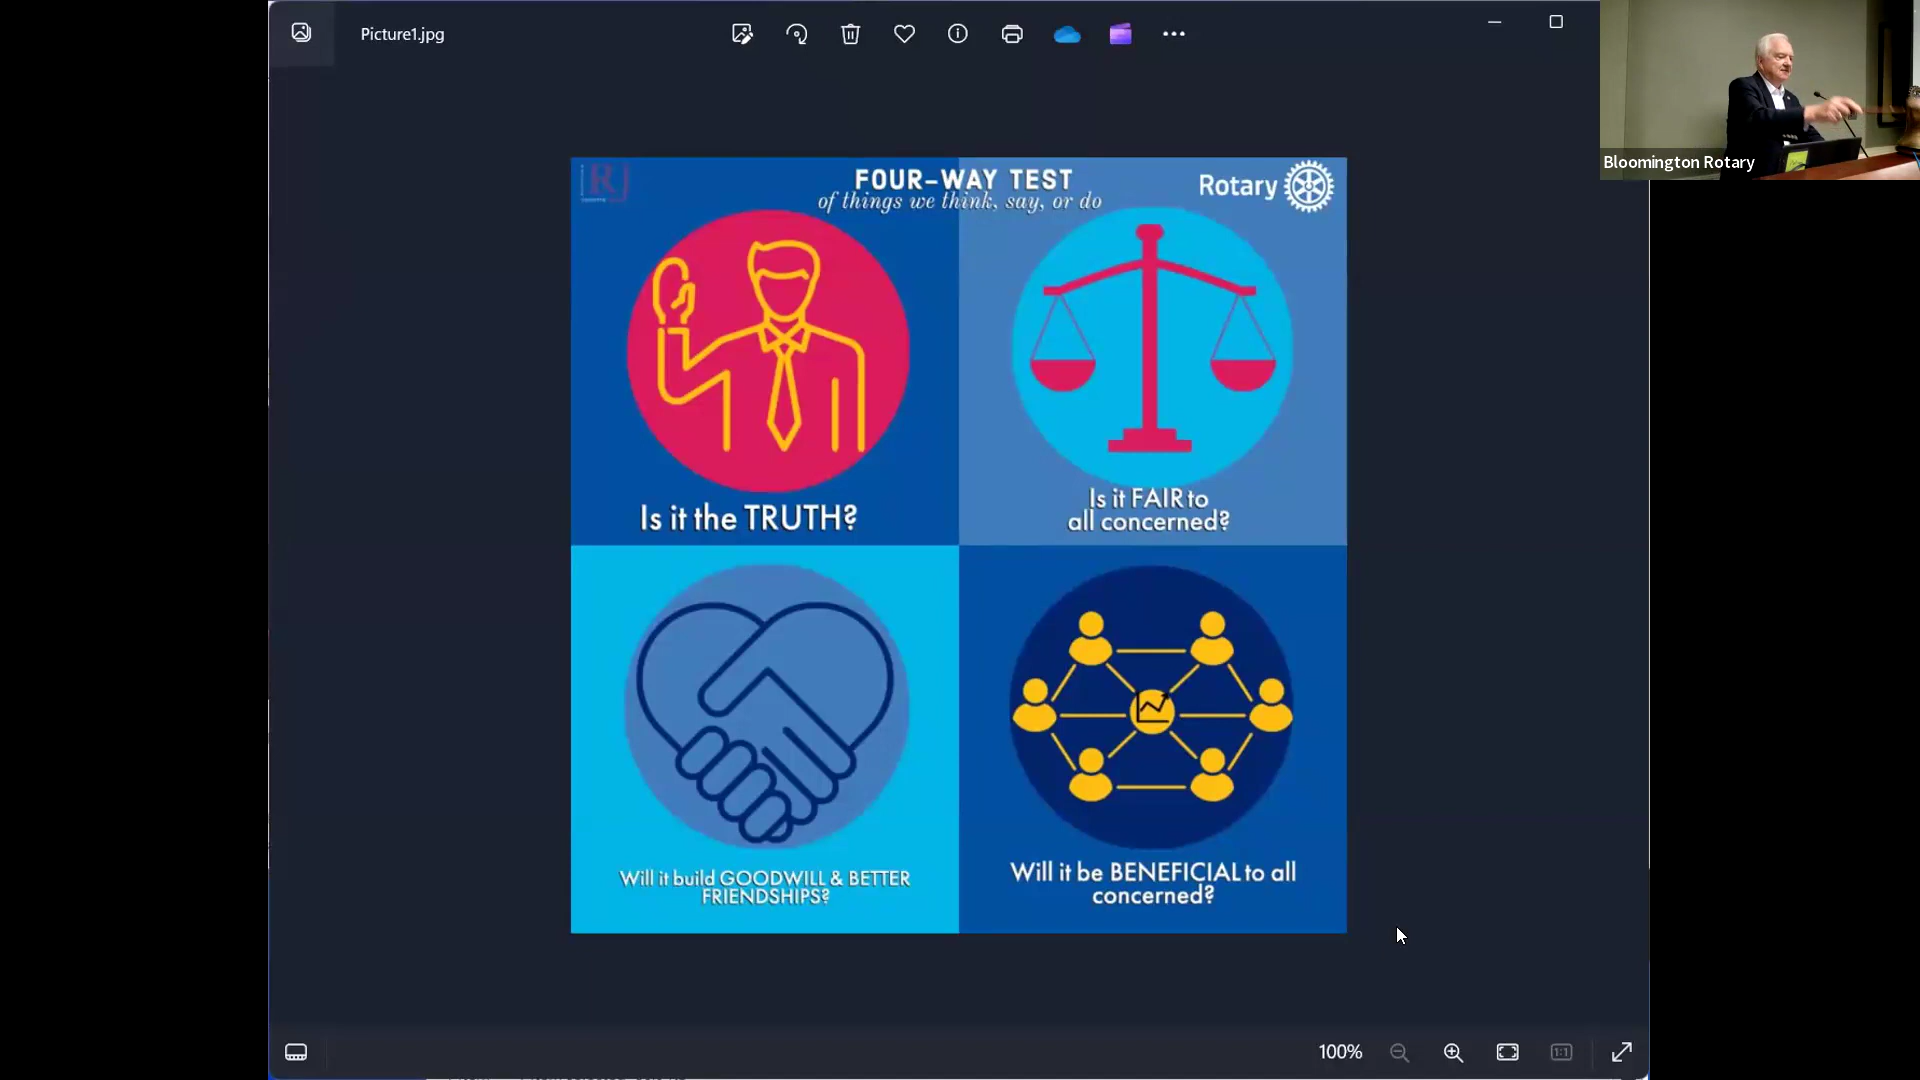 Picture1.jpg
Bloomington Rotary
FOUR-WAY TEST
of things we think, say, or do
Rotary
Is it the TRUTH?
Is it FAIR to
all concerned?
Will it build GOODWILL & BETTER
FRIENDSHIPS?
Will it be BENEFICIAL to all
concerned?
100%
1:1